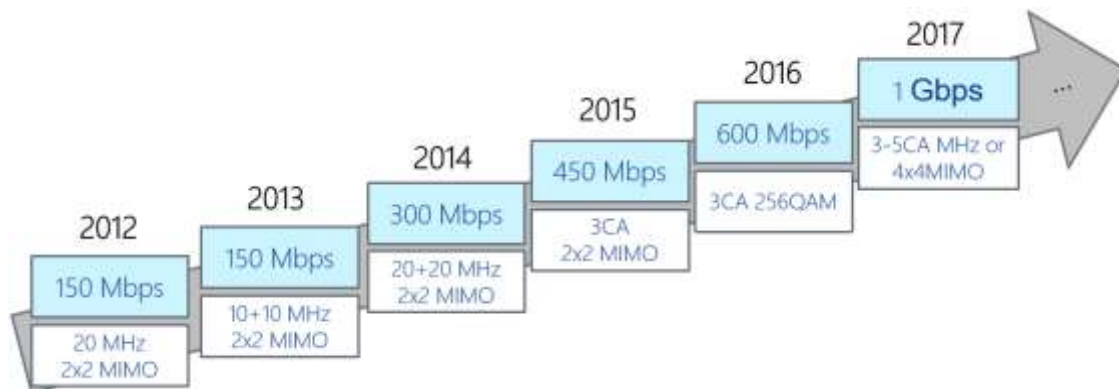 2012
150 Mbps
20 MHz
2x2 MIMO
2013
150 Mbps
10+10 MHz
2x2 MIMO
2014
300 Mbps
20+20 MHz
2x2 MIMO
2015
450 Mbps
3CA
2x2 MIMO
2016
600 Mbps
3CA 256QAM
2017
1 Gbps
3-5CA MHz or
4x4MIMO
...